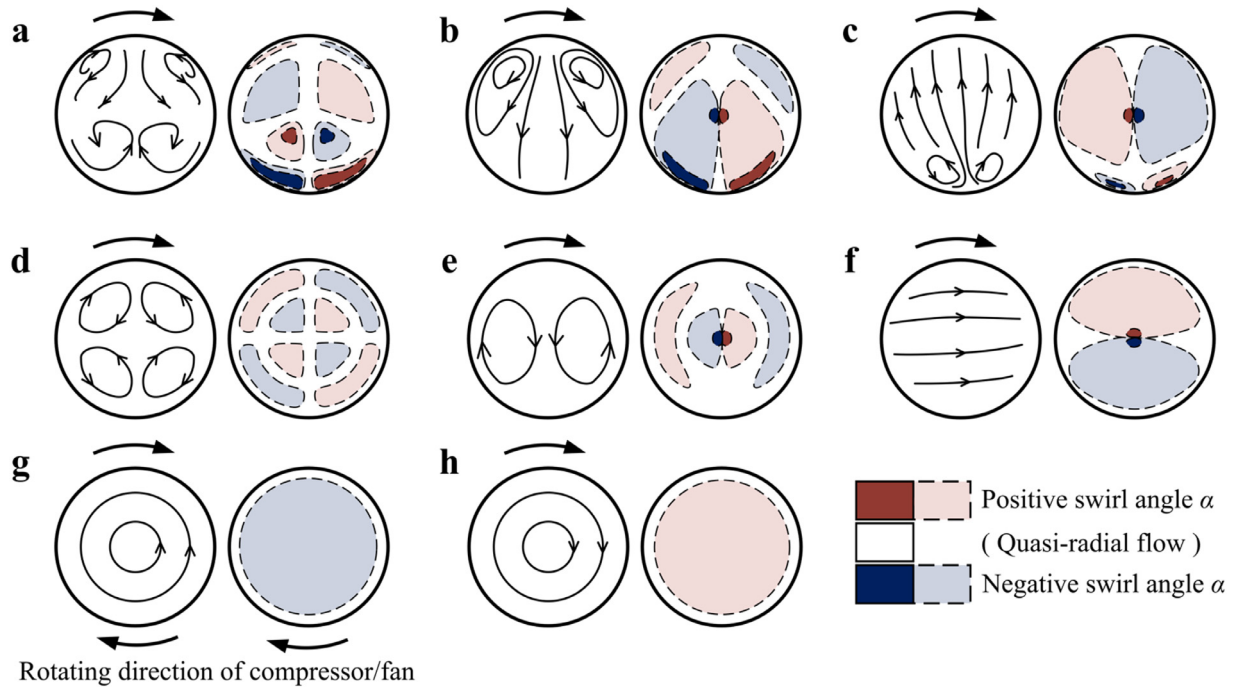 a
b
c
d
e
f
g
h
Positive swirl angle α
( Quasi-radial flow )
Negative swirl angle α
Rotating direction of compressor/fan